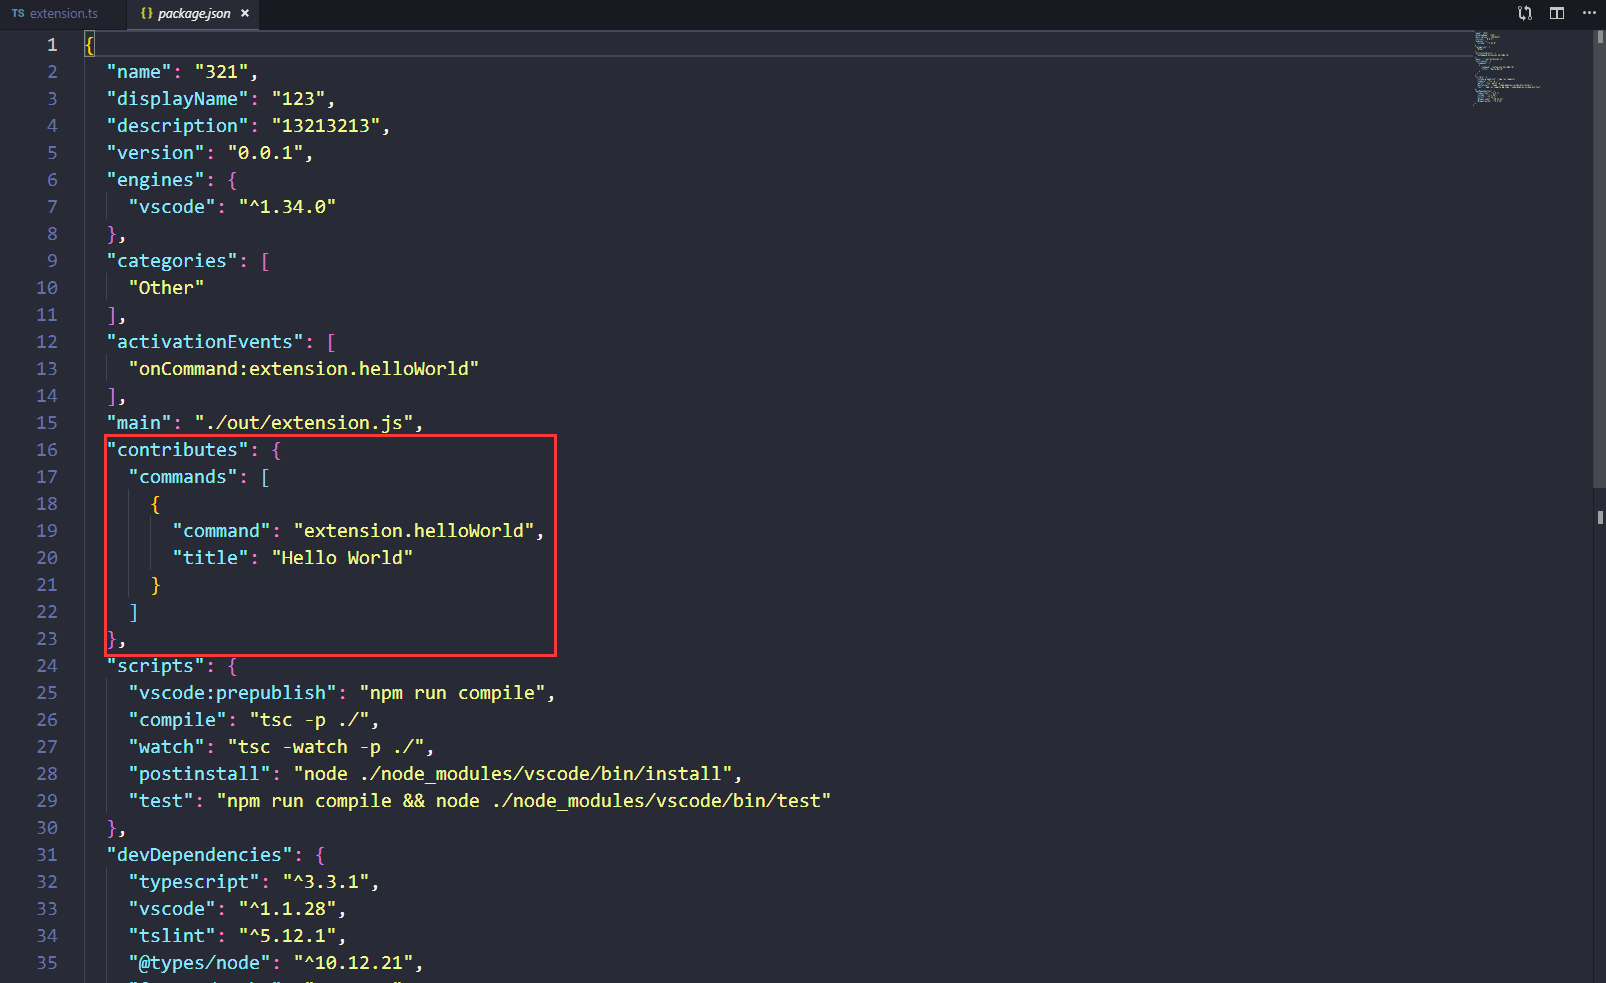 TS extension.ts
{} package.json ×
1 {
2 "name": "321",
3 "displayName": "123",
4 "description": "13213213",
5 "version": "0.0.1",
6 "engines": {
7 "vscode": "^1.34.0"
8 },
9 "categories": [
10 "Other"
11 ],
12 "activationEvents": [
13 "onCommand:extension.helloWorld"
14 ],
15 "main": "./out/extension.js",
16 "contributes": {
17 "commands": [
18 {
19 "command": "extension.helloWorld",
20 "title": "Hello World"
21 }
22 ]
23 },
24 "scripts": {
25 "vscode:prepublish": "npm run compile",
26 "compile": "tsc -p ./",
27 "watch": "tsc -watch -p ./",
28 "postinstall": "node ./node_modules/vscode/bin/install",
29 "test": "npm run compile && node ./node_modules/vscode/bin/test"
30 },
31 "devDependencies": {
32 "typescript": "^3.3.1",
33 "vscode": "^1.1.28",
34 "tslint": "^5.12.1",
35 "@types/node": "^10.12.21",